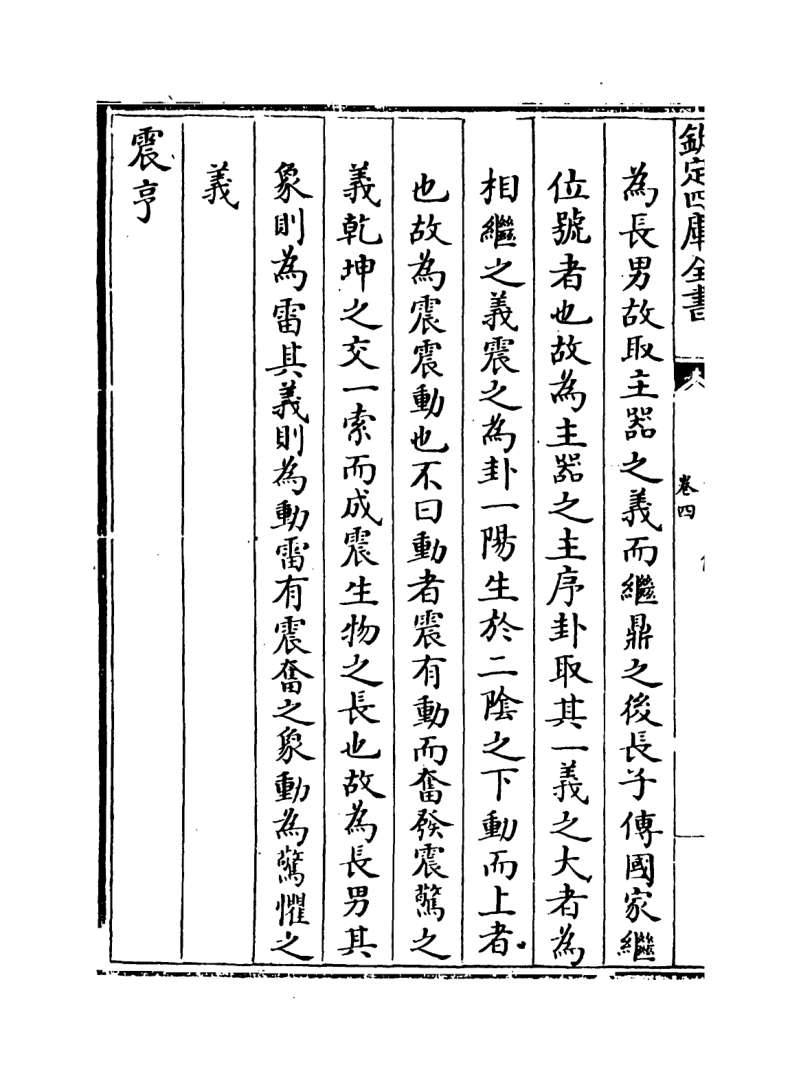 欽定四庫全書
卷四
為長男故取主器之義而繼鼎之後長子傳國家繼
位號者也故為主器之主序卦取其一義之大者為
相繼之義震之為卦一陽生於二陰之下動而上者
也故為震震動也不曰動者震有動而奮發震驚之
義乾坤之交一索而成震生物之長也故為長男其
象則為雷其義則為動雷有震奮之象動為驚懼之
義
震亨